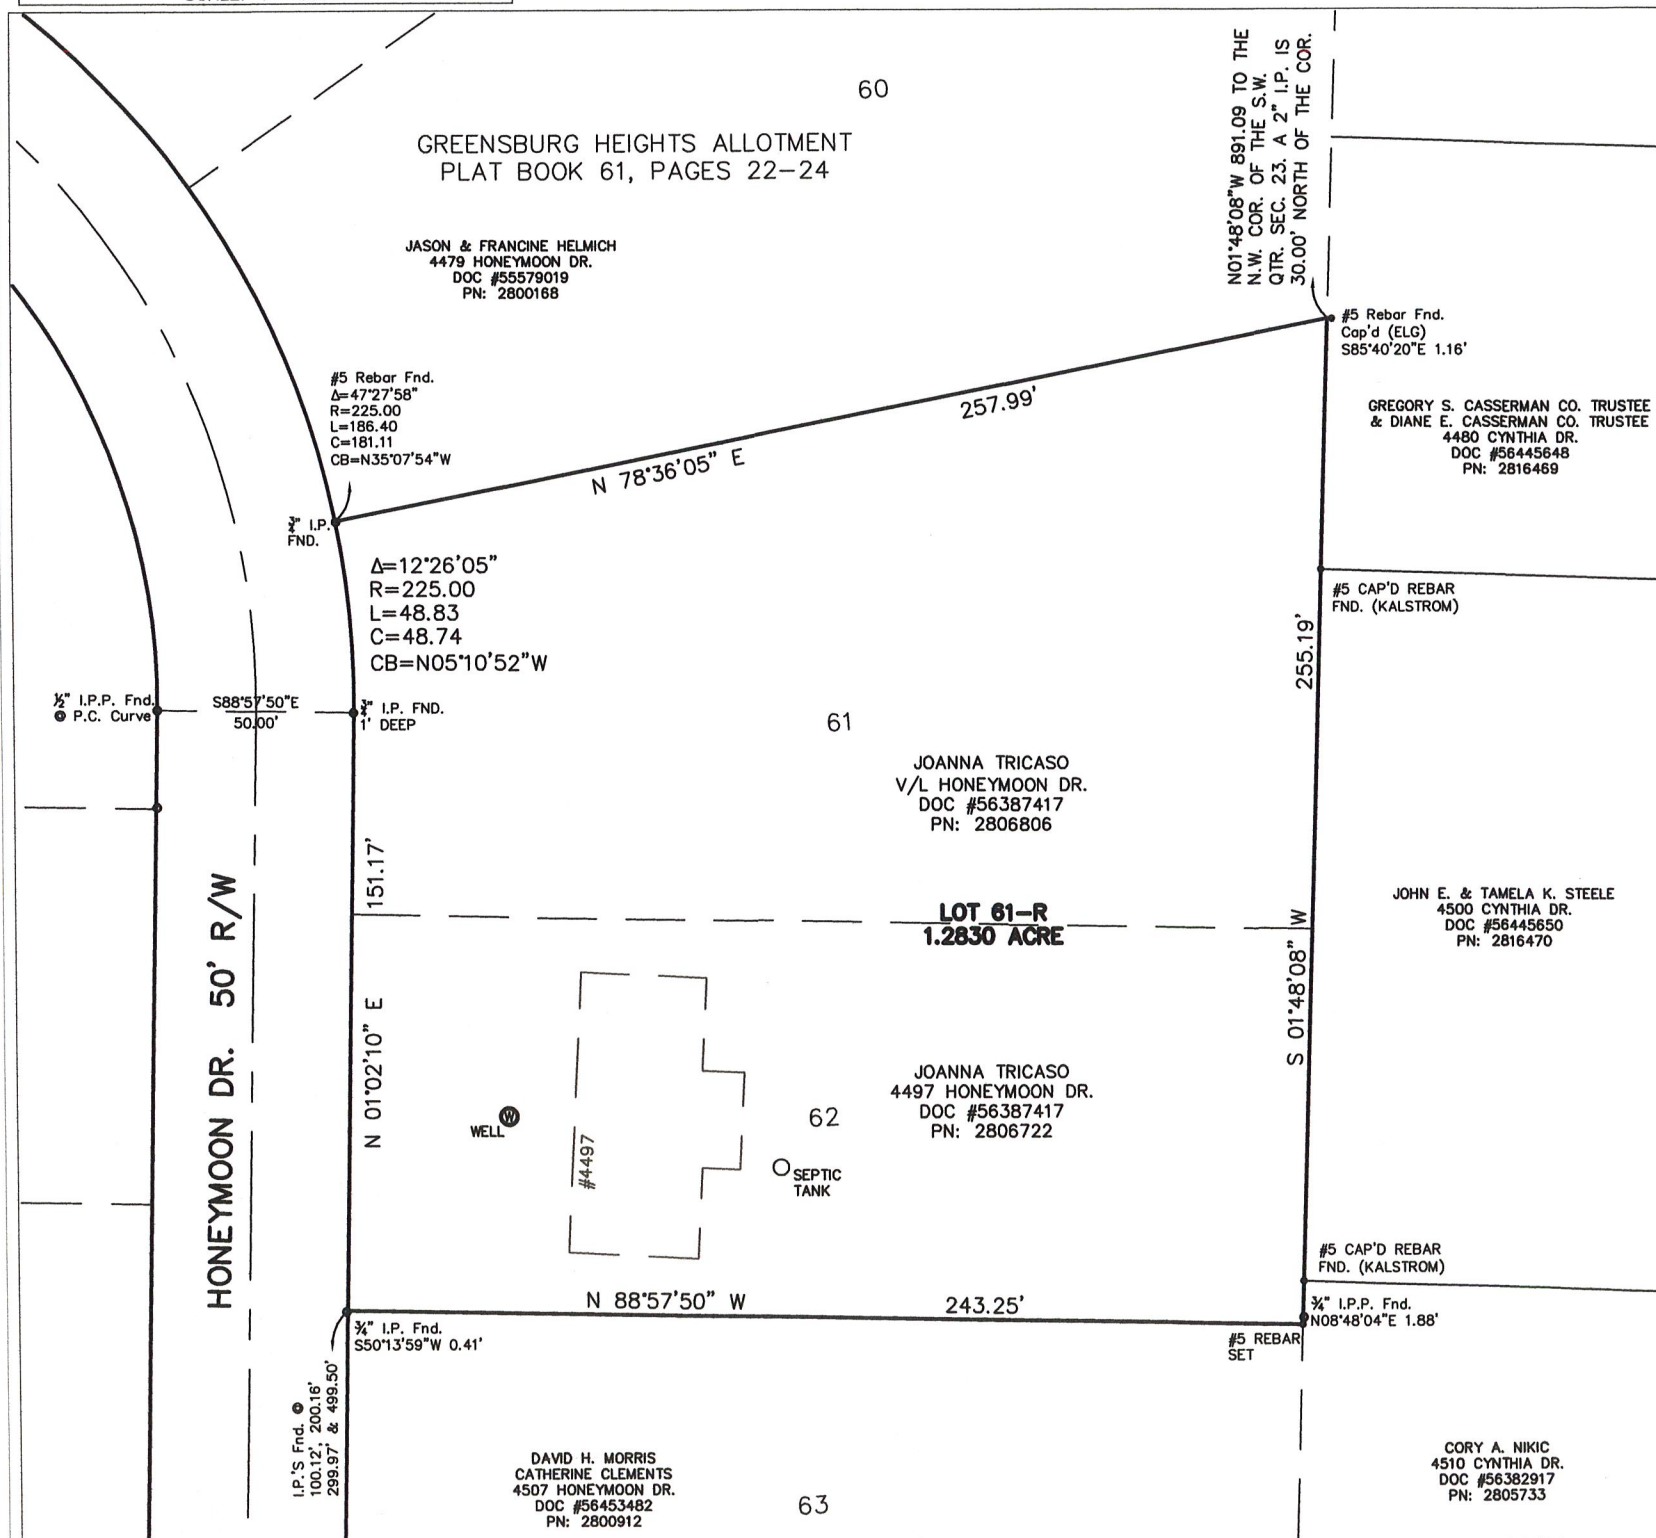 60
GREENSBURG HEIGHTS ALLOTMENT
PLAT BOOK 61, PAGES 22-24
N01°48'08"W 891.09 TO THE
N.W. COR. OF THE S.W.
QTR. SEC. 23. A 2" I.P. IS
30.00' NORTH OF THE COR.
JASON & FRANCINE HELMICH
4479 HONEYMOON DR.
DOC #55579019
PN: 2800168
#5 Rebar Fnd.
Cap'd (ELG)
S85°40'20"E 1.16'
#5 Rebar Fnd.
Δ=47°27'58"
R=225.00
L=186.40
C=181.11
CB=N35°07'54"W
257.99'
N 78°36'05" E
GREGORY S. CASSERMAN CO. TRUSTEE
& DIANE E. CASSERMAN CO. TRUSTEE
4480 CYNTHIA DR.
DOC #56445648
PN: 2816469
¾" I.P.
FND.
Δ=12°26'05"
R=225.00
L=48.83
C=48.74
CB=N05°10'52"W
#5 CAP'D REBAR
FND. (KALSTROM)
255.19'
½" I.P.P. Fnd.
@ P.C. Curve
S88°57'50"E
50.00'
¾" I.P. FND.
1' DEEP
61
JOANNA TRICASO
V/L HONEYMOON DR.
DOC #56387417
PN: 2806806
151.17'
LOT 61-R
1.2830 ACRE
JOHN E. & TAMELA K. STEELE
4500 CYNTHIA DR.
DOC #56445650
PN: 2816470
S 01°48'08" W
HONEYMOON DR. 50' R/W
N 01°02'10" E
JOANNA TRICASO
4497 HONEYMOON DR.
DOC #56387417
PN: 2806722
W
WELL
#4497
62
SEPTIC
TANK
#5 CAP'D REBAR
FND. (KALSTROM)
N 88°57'50" W
243.25'
¾" I.P. Fnd.
S50°13'59"W 0.41'
¾" I.P.P. Fnd.
N08°48'04"E 1.88'
#5 REBAR
SET
I.P.'S Fnd. @
100.12', 200.16'
299.97' & 499.50'
DAVID H. MORRIS
CATHERINE CLEMENTS
4507 HONEYMOON DR.
DOC #56453482
PN: 2800912
63
CORY A. NIKIC
4510 CYNTHIA DR.
DOC #56382917
PN: 2805733